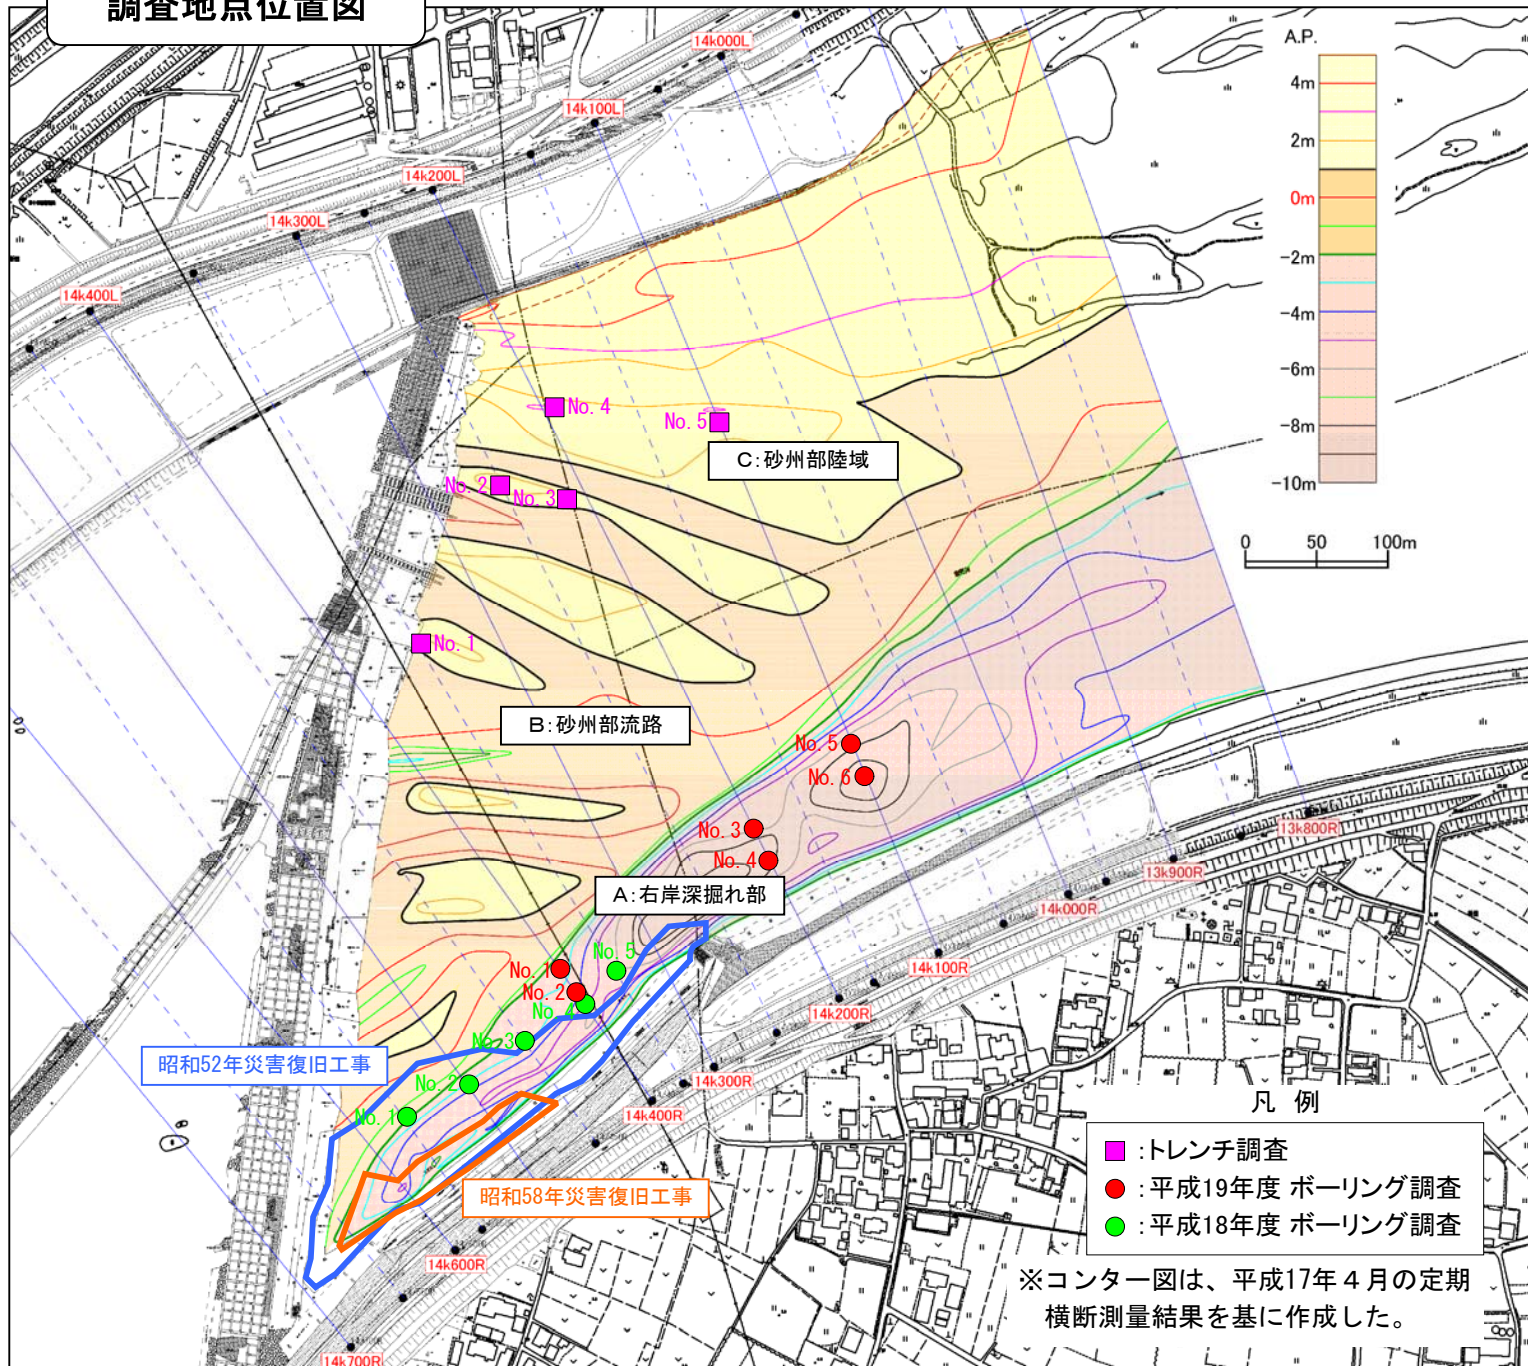 調査地点位置図
14k000L
14k100L
14k200L
14k300L
14k400L
A.P.
4m
2m
0m
-2m
-4m
-6m
-8m
-10m
0 50 100m
No. 4
No. 5
C:砂州部陸域
No. 2
No. 3
No. 1
B:砂州部流路
No. 5
No. 6
No. 3
No. 4
A:右岸深掘れ部
No. 1
No. 2
No. 5
No. 4
No. 3
No. 2
No. 1
昭和52年災害復旧工事
昭和58年災害復旧工事
13k800R
13k900R
14k000R
14k100R
14k200R
14k300R
14k400R
14k600R
14k700R
凡 例
:トレンチ調査
:平成19年度 ボーリング調査
:平成18年度 ボーリング調査
※コンター図は、平成17年4月の定期
横断測量結果を基に作成した。